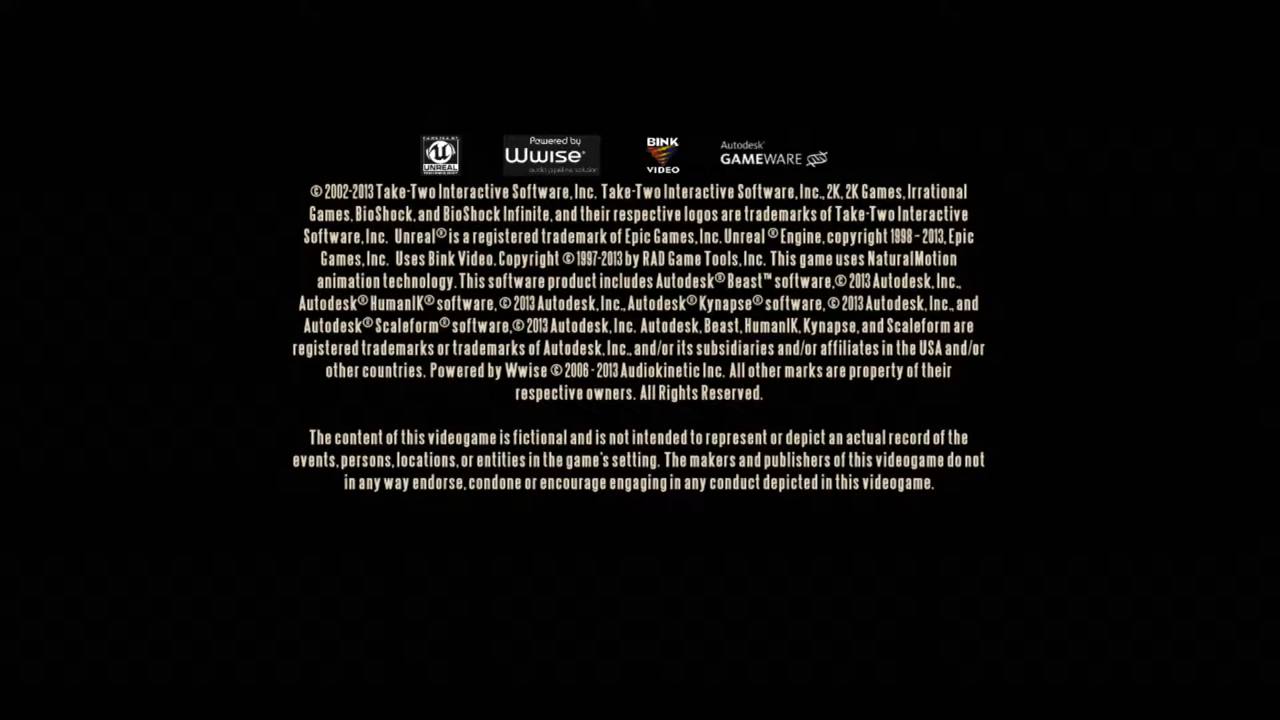 UNREAL
Powered by
Wwise
audio pipeline solution
BINK
VIDEO
Autodesk®
GAMEWARE
© 2002-2013 Take-Two Interactive Software, Inc. Take-Two Interactive Software, Inc., 2K, 2K Games, Irrational
Games, BioShock, and BioShock Infinite, and their respective logos are trademarks of Take-Two Interactive
Software, Inc. Unreal® is a registered trademark of Epic Games, Inc. Unreal ® Engine, copyright 1998 – 2013, Epic
Games, Inc. Uses Bink Video. Copyright © 1997-2013 by RAD Game Tools, Inc. This game uses NaturalMotion
animation technology. This software product includes Autodesk® Beast™ software,© 2013 Autodesk, Inc.,
Autodesk® HumanIK® software, © 2013 Autodesk, Inc., Autodesk® Kynapse® software, © 2013 Autodesk, Inc., and
Autodesk® Scaleform® software,© 2013 Autodesk, Inc. Autodesk, Beast, HumanIK, Kynapse, and Scaleform are
registered trademarks or trademarks of Autodesk, Inc., and/or its subsidiaries and/or affiliates in the USA and/or
other countries. Powered by Wwise © 2006 - 2013 Audiokinetic Inc. All other marks are property of their
respective owners. All Rights Reserved.
The content of this videogame is fictional and is not intended to represent or depict an actual record of the
events, persons, locations, or entities in the game's setting. The makers and publishers of this videogame do not
in any way endorse, condone or encourage engaging in any conduct depicted in this videogame.